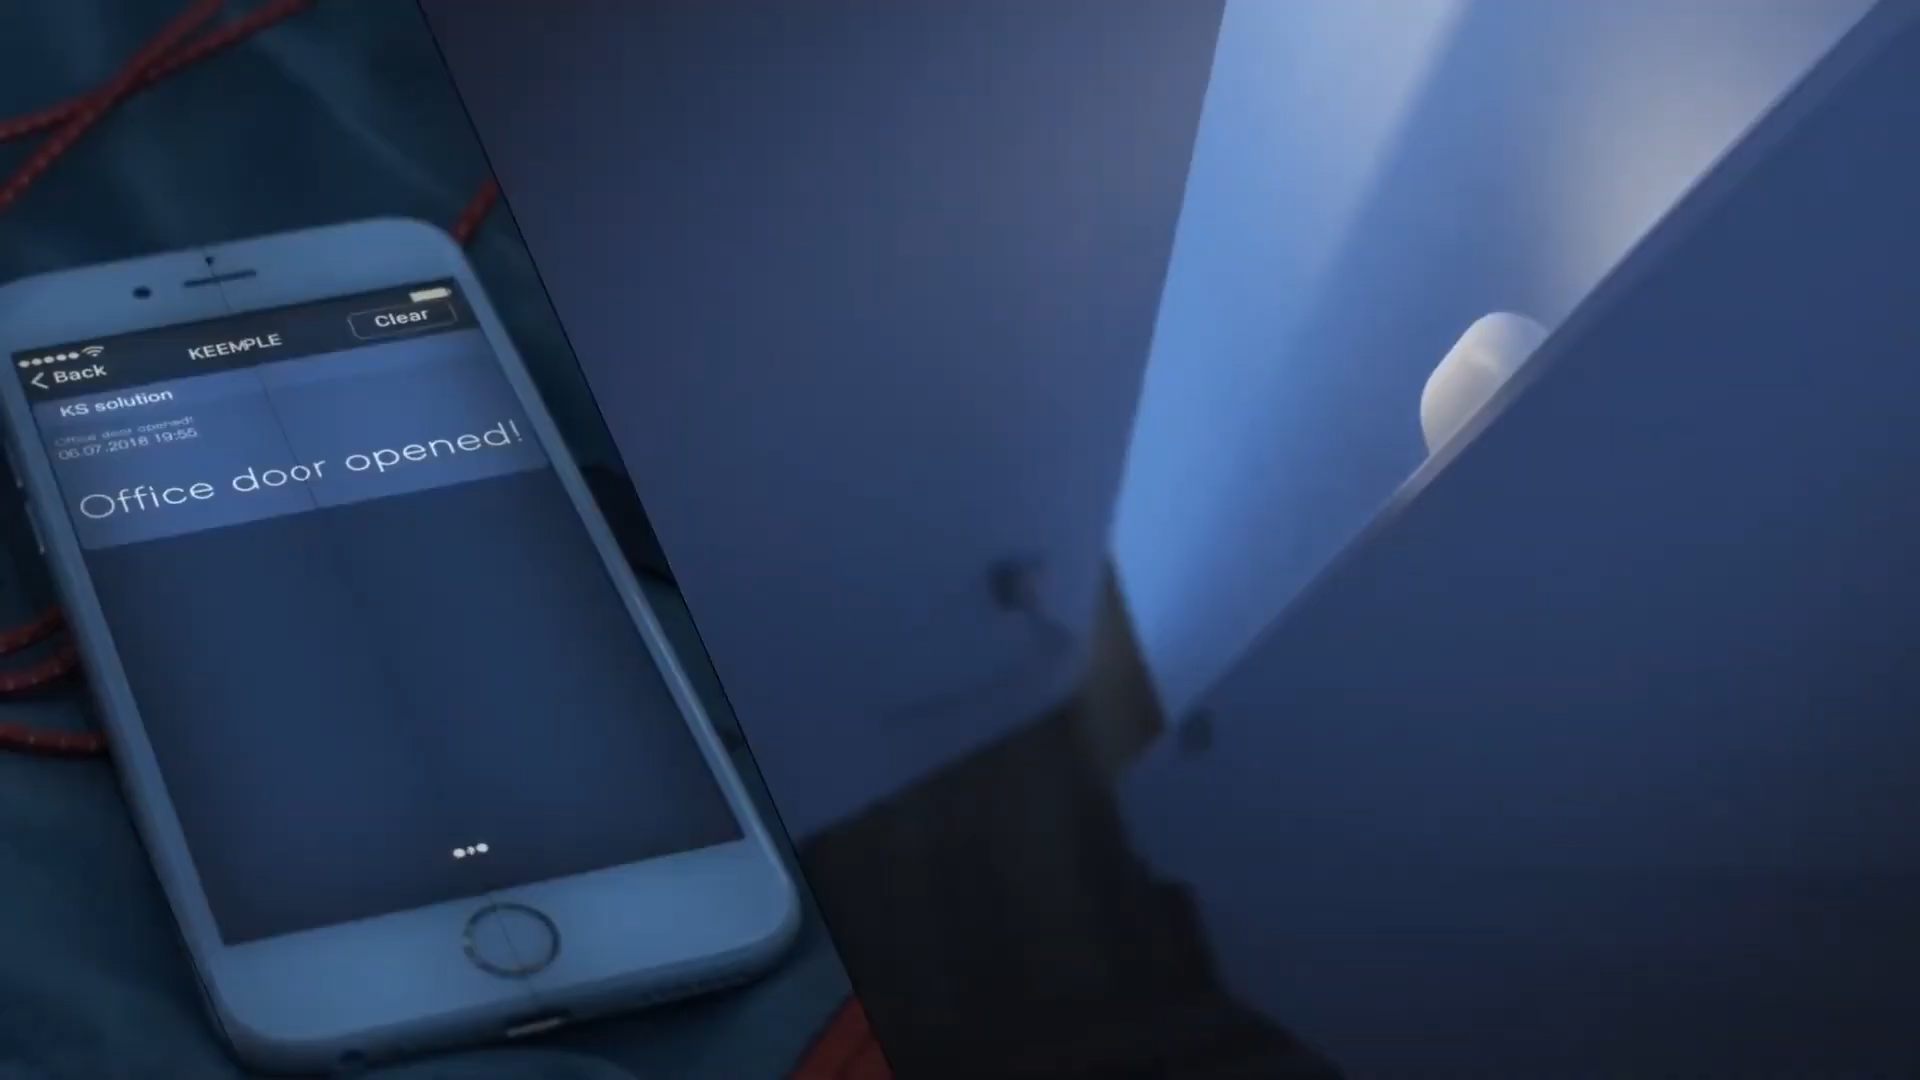 Clear
KEEMPLE
Back
KS solution
Office door opened!
06.07.2018 19:55
Office door opened!